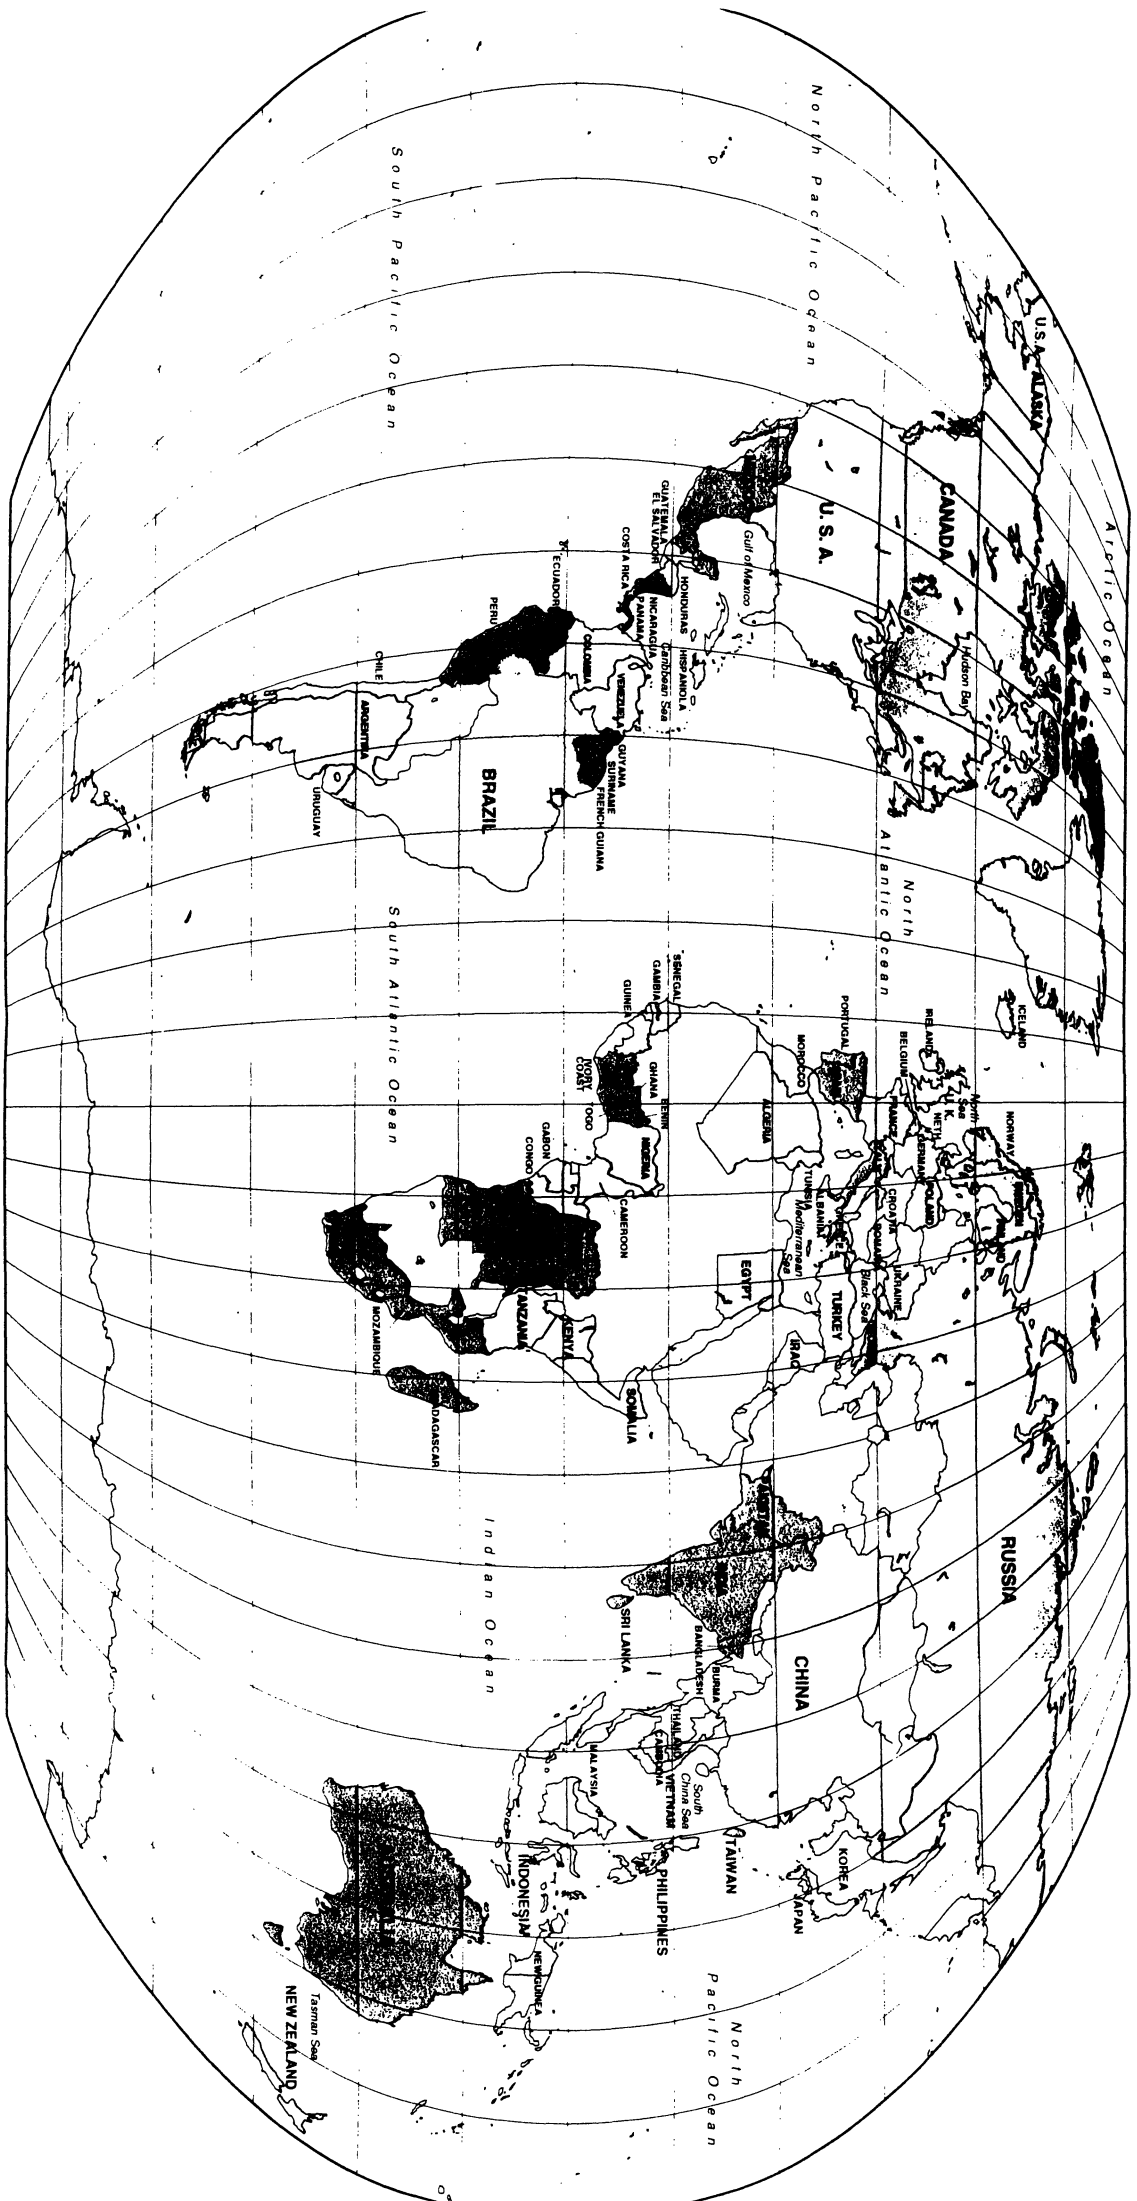 Arctic Ocean
U.S.A. ALASKA
CANADA
Hudson Bay
ICELAND
NORWAY
RUSSIA
North Pacific Ocean
U.S.A.
Gulf of Mexico
North
Atlantic Ocean
IRELAND
U.K.
North
Sea
NETH.
BELGIUM
GERMANY
POLAND
FRANCE
CROATIA
UKRAINE
PORTUGAL
ALBANIA
Black Sea
TURKEY
MOROCCO
TUNISIA
Mediterranean
Sea
IRAQ
ALGERIA
EGYPT
CHINA
KOREA
JAPAN
TAIWAN
INDIA
BANGLADESH
BURMA
THAILAND
CAMBODIA
VIETNAM
South
China Sea
PHILIPPINES
North
Pacific Ocean
GUATEMALA
EL SALVADOR
HONDURAS
HISPANIOLA
Caribbean Sea
NICARAGUA
COSTA RICA
PANAMA
VENEZUELA
GUYANA
SURINAME
FRENCH GUIANA
COLOMBIA
ECUADOR
PERU
BRAZIL
CHILE
ARGENTINA
URUGUAY
SENEGAL
GAMBIA
GUINEA
BENIN
GHANA
IVORY
COAST
TOGO
NIGERIA
CAMEROON
GABON
CONGO
SOMALIA
KENYA
TANZANIA
MOZAMBIQUE
SRI LANKA
MALAYSIA
INDONESIA
NEW GUINEA
South Pacific Ocean
South Atlantic Ocean
Indian Ocean
Tasman Sea
NEW ZEALAND